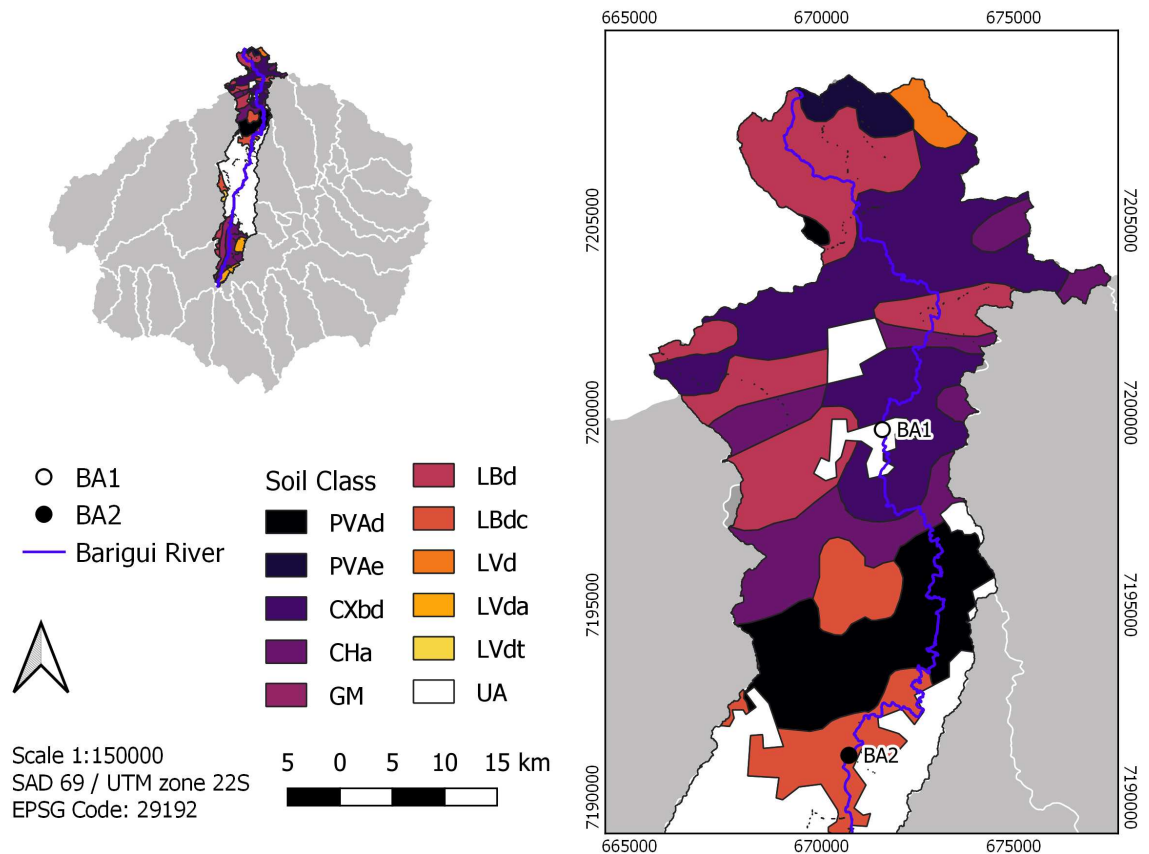 665000 670000 675000
7205000 7205000
7200000 7200000
BA1
7195000 7195000
BA2
7190000 7190000
665000 670000 675000
BA1
BA2
Barigui River
Soil Class
PVAd
PVAe
CXbd
CHa
GM
LBd
LBdc
LVd
LVda
LVdt
UA
Scale 1:150000
SAD 69 / UTM zone 22S
EPSG Code: 29192
5 0 5 10 15 km